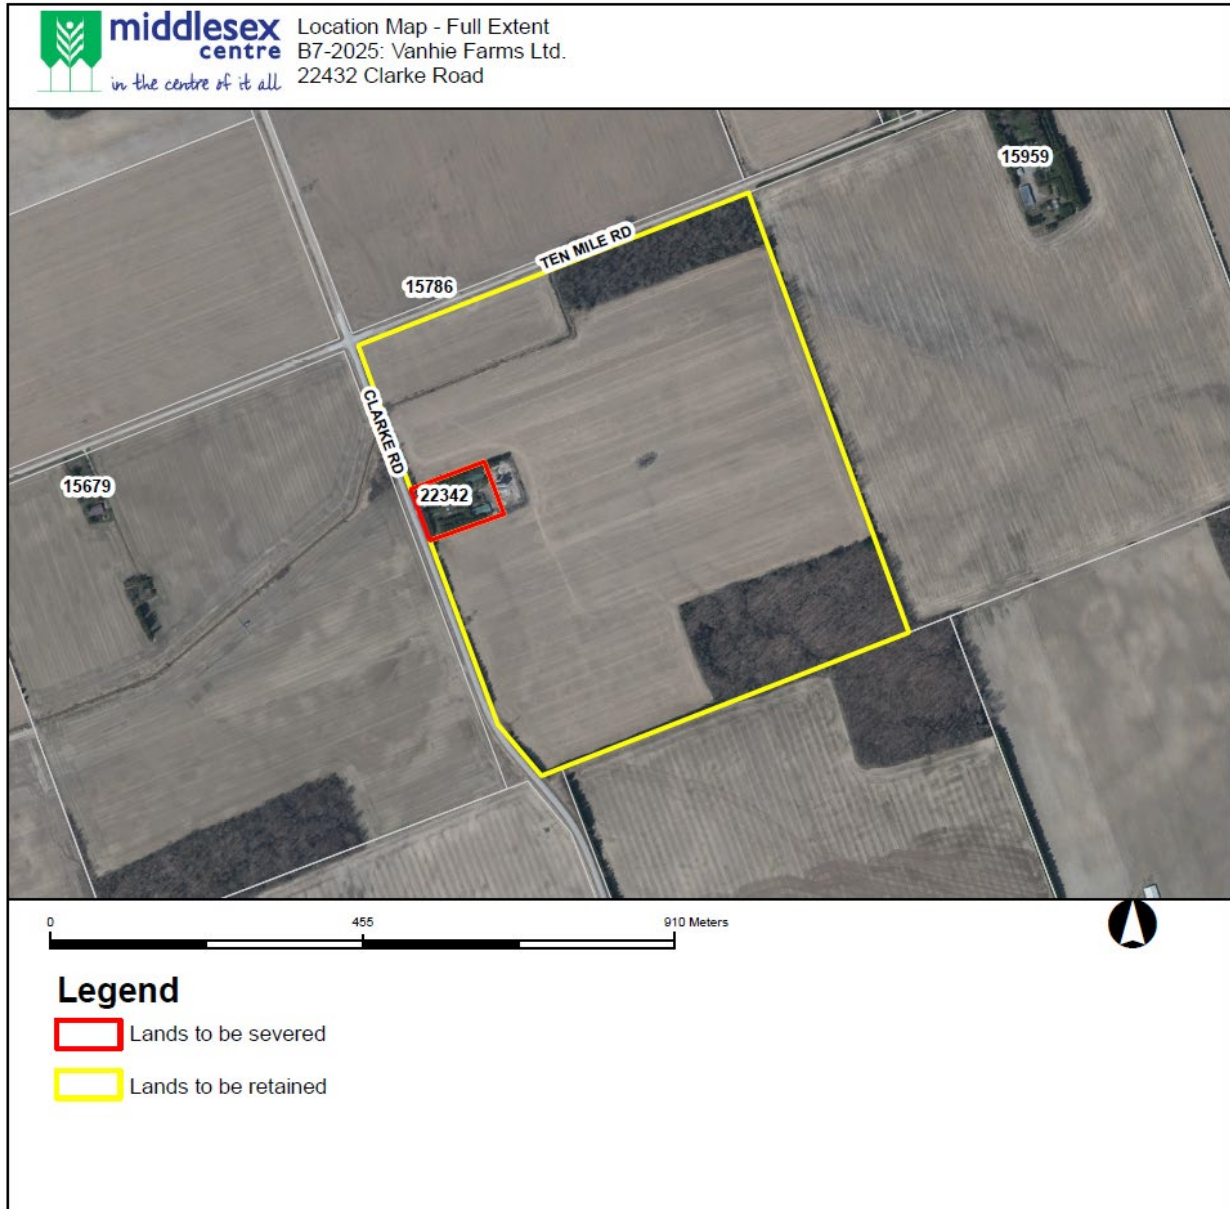 middlesex
centre
in the centre of it all
Location Map - Full Extent
B7-2025: Vanhie Farms Ltd.
22432 Clarke Road
15959
TEN MILE RD
15786
CLARKE RD
15679
22342
0 455 910 Meters
Legend
Lands to be severed
Lands to be retained